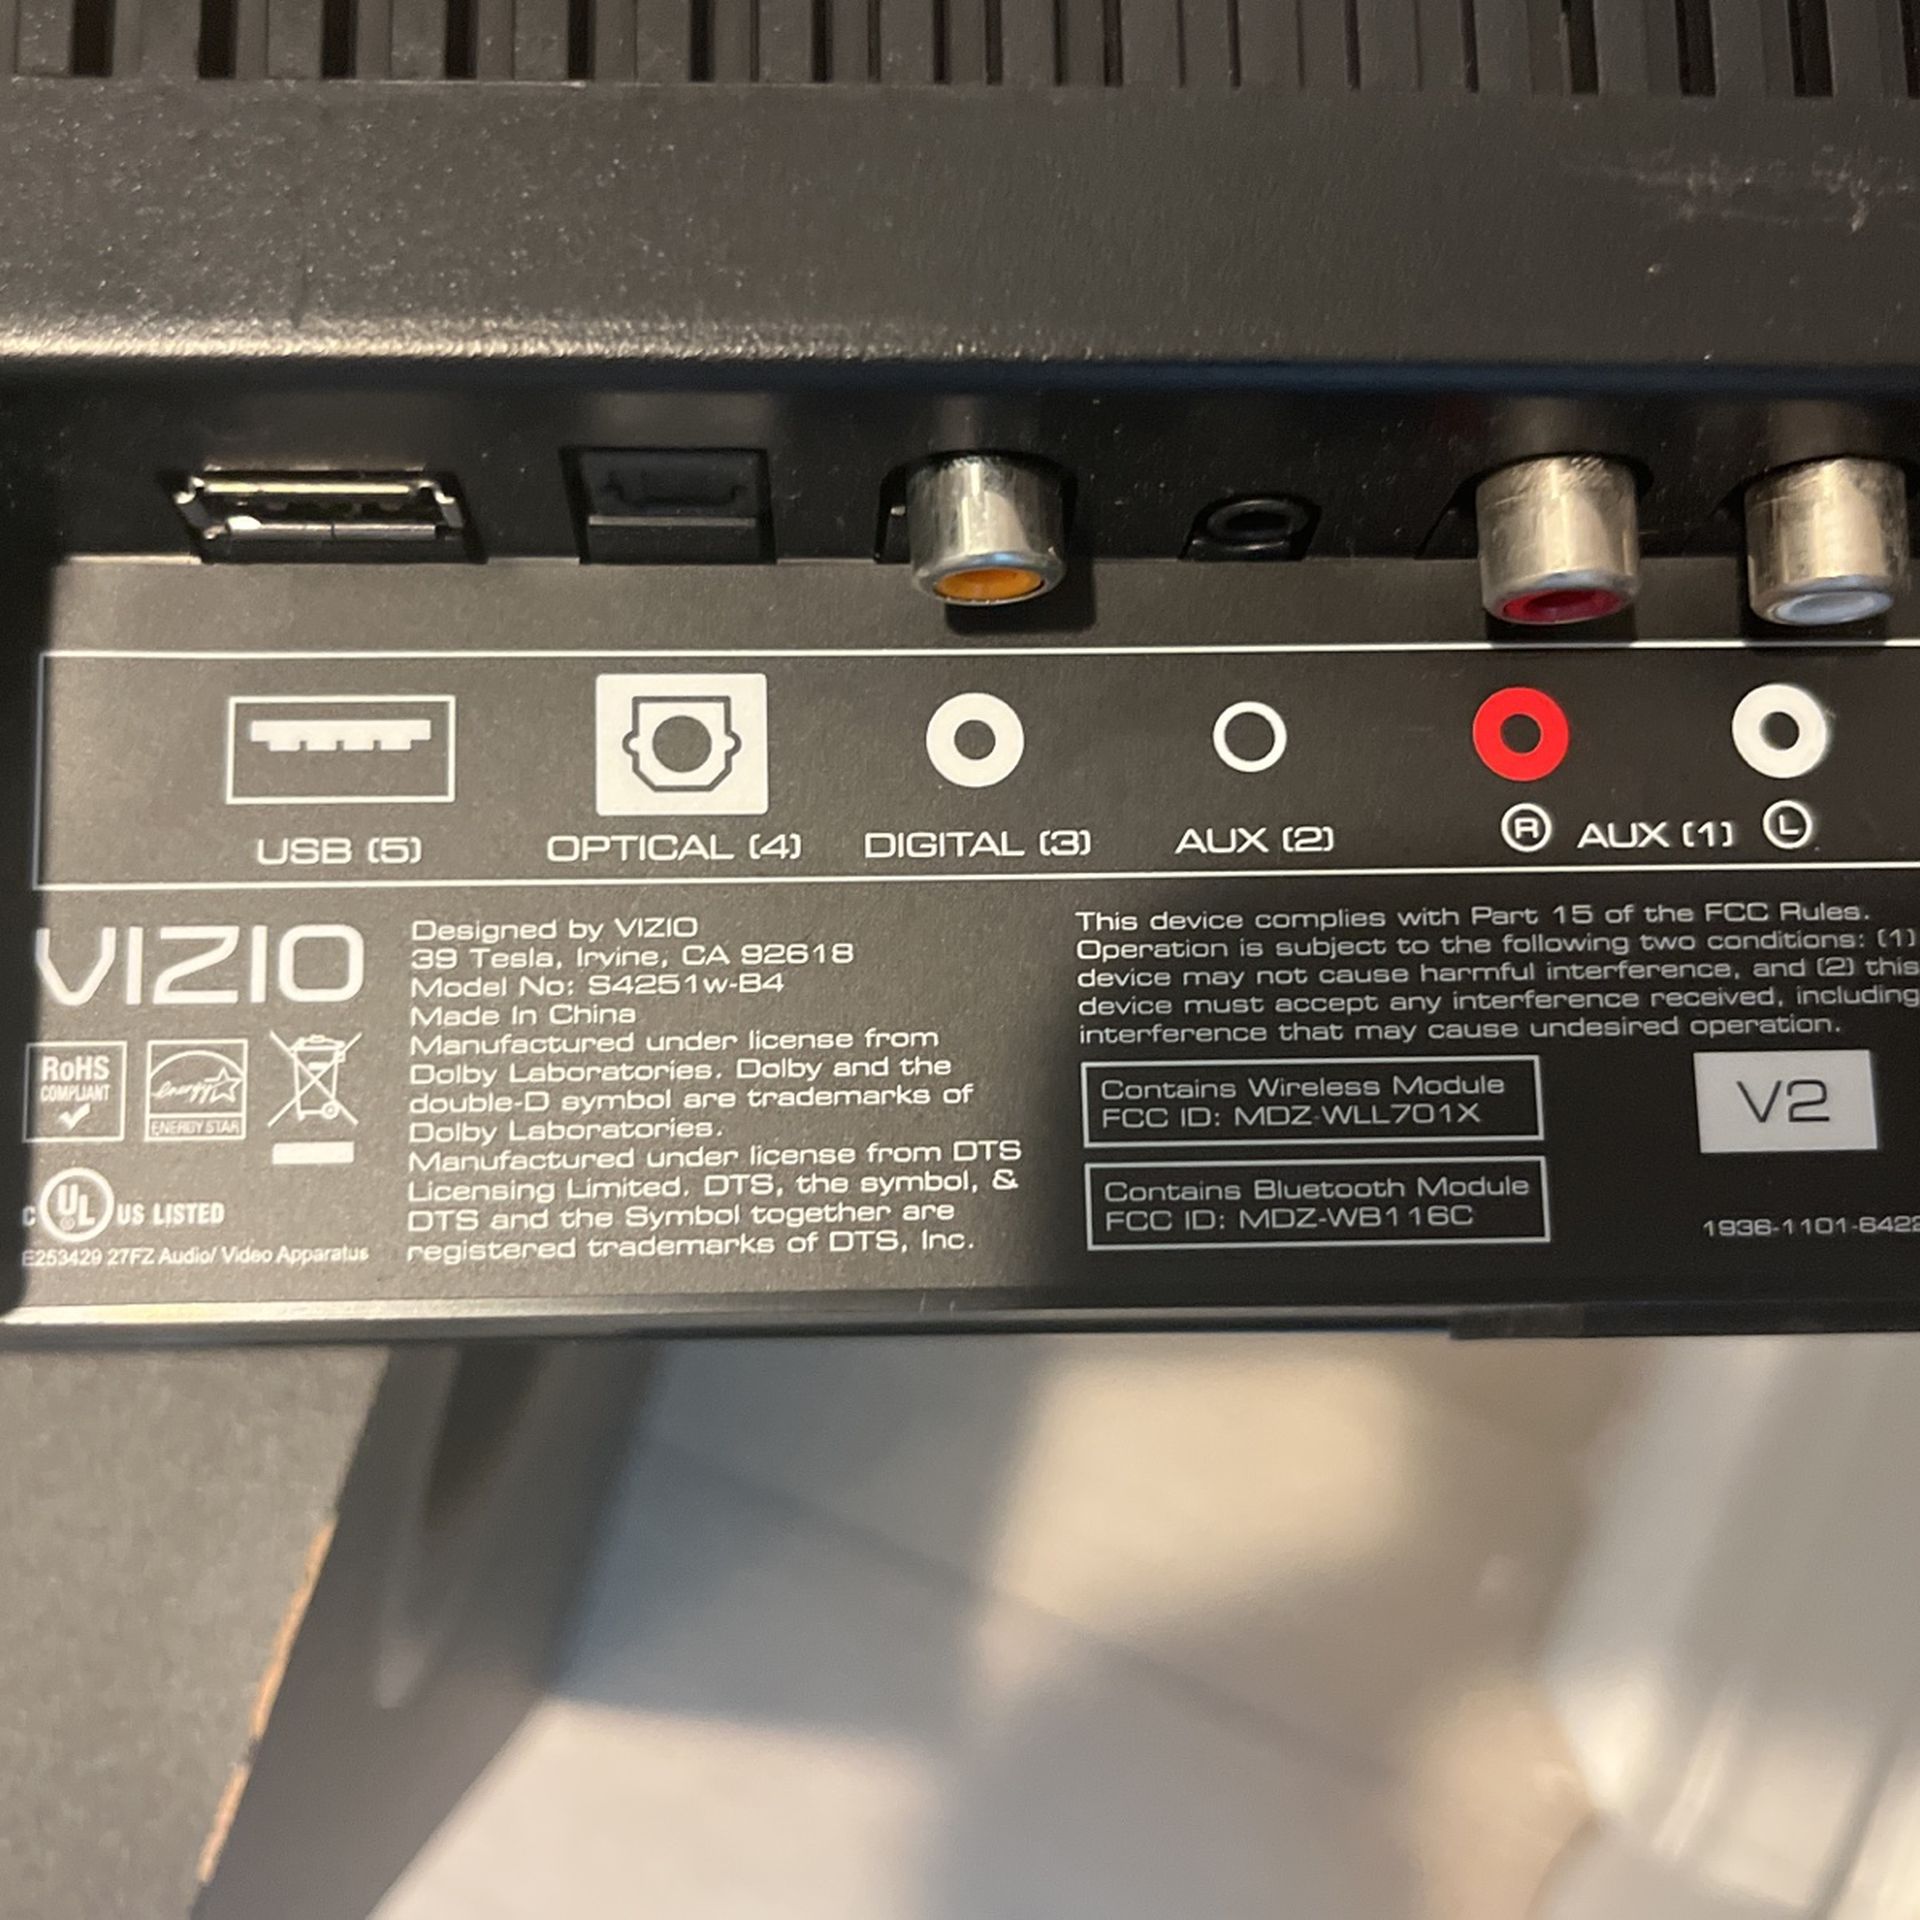 USB (5)
OPTICAL (4)
DIGITAL (3)
AUX (2)
R AUX (1) L
VIZIO
Designed by VIZIO
39 Tesla, Irvine, CA 92618
Model No: S4251w-B4
Made In China
Manufactured under license from
Dolby Laboratories. Dolby and the
double-D symbol are trademarks of
Dolby Laboratories.
Manufactured under license from DTS
Licensing Limited. DTS, the symbol, &
DTS and the Symbol together are
registered trademarks of DTS, Inc.
RoHS
COMPLIANT
energy
ENERGY STAR
C UL US LISTED
E253429 27FZ Audio/ Video Apparatus
This device complies with Part 15 of the FCC Rules.
Operation is subject to the following two conditions: (1)
device may not cause harmful interference, and (2) this
device must accept any interference received, including
interference that may cause undesired operation.
Contains Wireless Module
FCC ID: MDZ-WLL701X
Contains Bluetooth Module
FCC ID: MDZ-WB116C
V2
1936-1101-6422